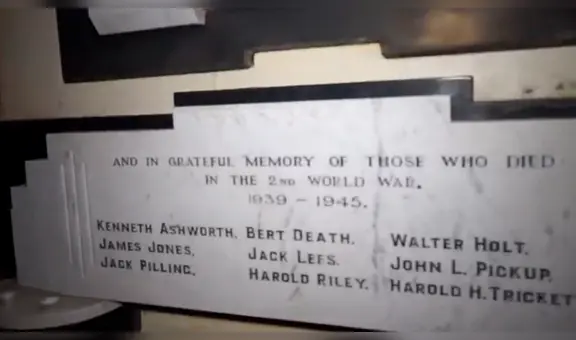 AND IN GRATEFUL MEMORY OF THOSE WHO DIED
IN THE 2ND WORLD WAR.
1939 – 1945.
KENNETH ASHWORTH. BERT DEATH. WALTER HOLT.
JAMES JONES. JACK LEES. JOHN L. PICKUP.
JACK PILLING. HAROLD RILEY. HAROLD H. TRICKET